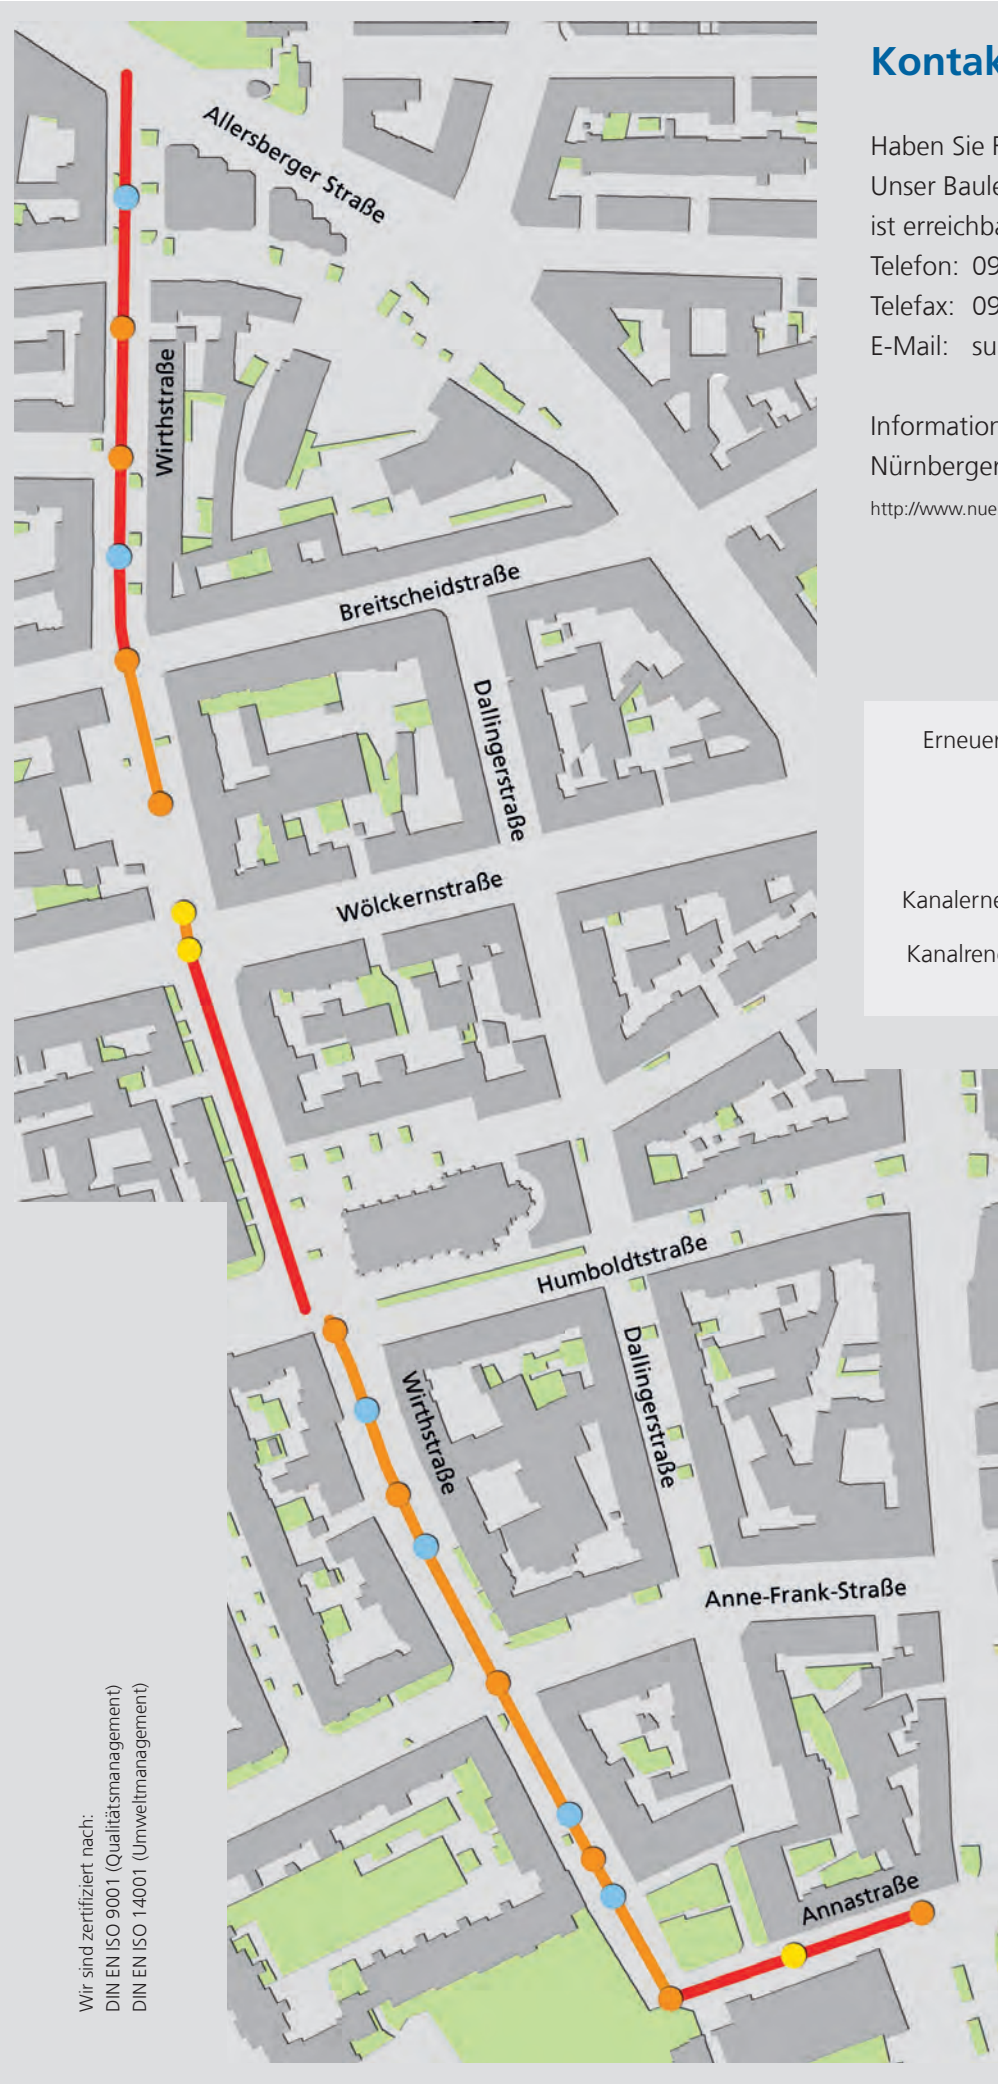 Kontak
Haben Sie F
Unser Baule
ist erreichba
Telefon: 09
Telefax: 09
E-Mail: su
Information
Nürnberger
http://www.nue
Erneuer
Kanalerne
Kanalren
Allersberger Straße
Wirthstraße
Breitscheidstraße
Dallingerstraße
Wölckernstraße
Humboldtstraße
Dallingerstraße
Wirthstraße
Anne-Frank-Straße
Annastraße
Wir sind zertifiziert nach:
DIN EN ISO 9001 (Qualitätsmanagement)
DIN EN ISO 14001 (Umweltmanagement)